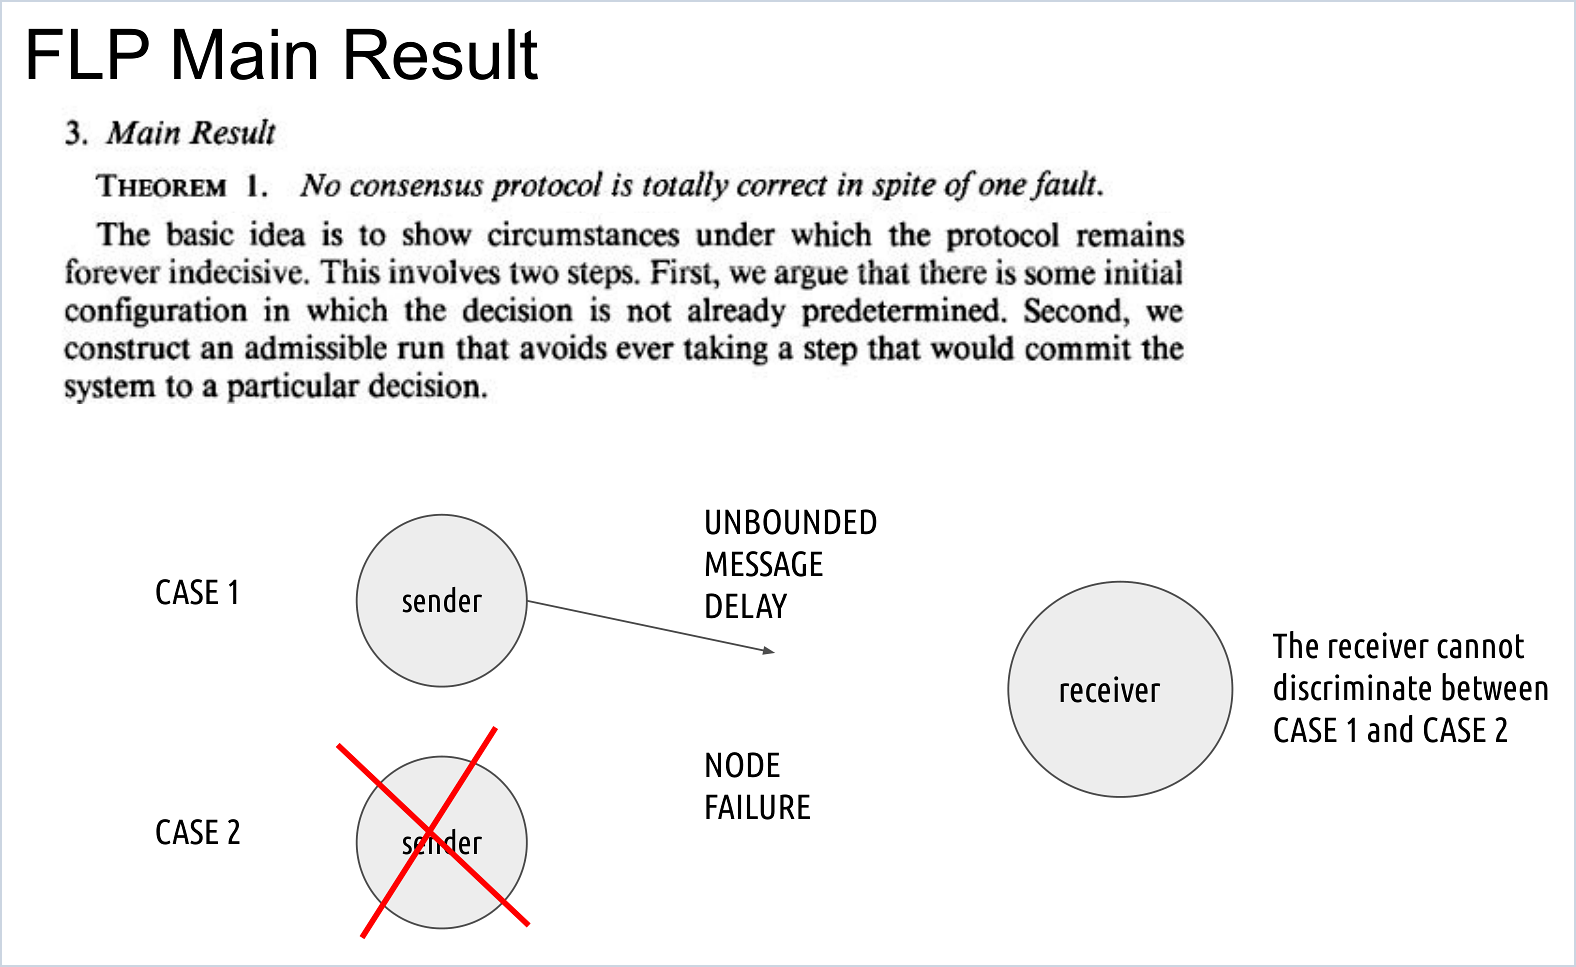 FLP Main Result
3. Main Result
THEOREM 1. No consensus protocol is totally correct in spite of one fault.
The basic idea is to show circumstances under which the protocol remains
forever indecisive. This involves two steps. First, we argue that there is some initial
configuration in which the decision is not already predetermined. Second, we
construct an admissible run that avoids ever taking a step that would commit the
system to a particular decision.
CASE 1
sender
UNBOUNDED
MESSAGE
DELAY
receiver
The receiver cannot
discriminate between
CASE 1 and CASE 2
CASE 2
sender
NODE
FAILURE